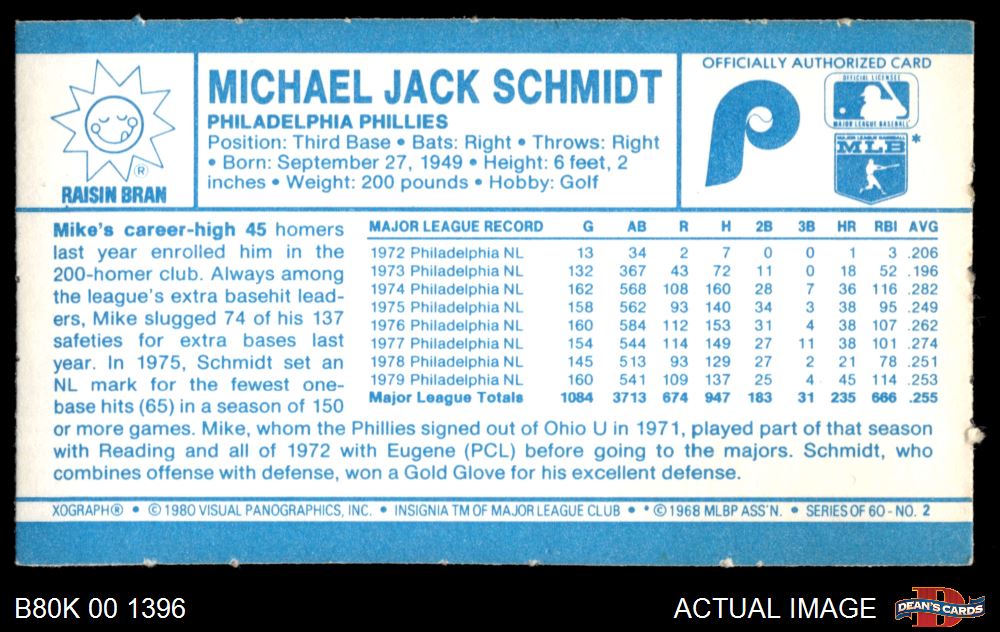 RAISIN BRAN
®
MICHAEL JACK SCHMIDT
PHILADELPHIA PHILLIES
Position: Third Base • Bats: Right • Throws: Right
• Born: September 27, 1949 • Height: 6 feet, 2
inches • Weight: 200 pounds • Hobby: Golf
OFFICIALLY AUTHORIZED CARD
P
OFFICIAL LICENSEE
MAJOR LEAGUE BASEBALL
MAJOR LEAGUE BASEBALL
MLB *
Mike's career-high 45 homers
last year enrolled him in the
200-homer club. Always among
the league's extra basehit lead-
ers, Mike slugged 74 of his 137
safeties for extra bases last
year. In 1975, Schmidt set an
NL mark for the fewest one-
base hits (65) in a season of 150
or more games. Mike, whom the Phillies signed out of Ohio U in 1971, played part of that season
with Reading and all of 1972 with Eugene (PCL) before going to the majors. Schmidt, who
combines offense with defense, won a Gold Glove for his excellent defense.
MAJOR LEAGUE RECORD G AB R H 2B 3B HR RBI AVG
1972 Philadelphia NL 13 34 2 7 0 0 1 3 .206
1973 Philadelphia NL 132 367 43 72 11 0 18 52 .196
1974 Philadelphia NL 162 568 108 160 28 7 36 116 .282
1975 Philadelphia NL 158 562 93 140 34 3 38 95 .249
1976 Philadelphia NL 160 584 112 153 31 4 38 107 .262
1977 Philadelphia NL 154 544 114 149 27 11 38 101 .274
1978 Philadelphia NL 145 513 93 129 27 2 21 78 .251
1979 Philadelphia NL 160 541 109 137 25 4 45 114 .253
Major League Totals 1084 3713 674 947 183 31 235 666 .255
XOGRAPH® • © 1980 VISUAL PANOGRAPHICS, INC. • INSIGNIA TM OF MAJOR LEAGUE CLUB • * © 1968 MLBP ASS'N. • SERIES OF 60 - NO. 2
B80K 00 1396
ACTUAL IMAGE
D
DEAN'S CARDS